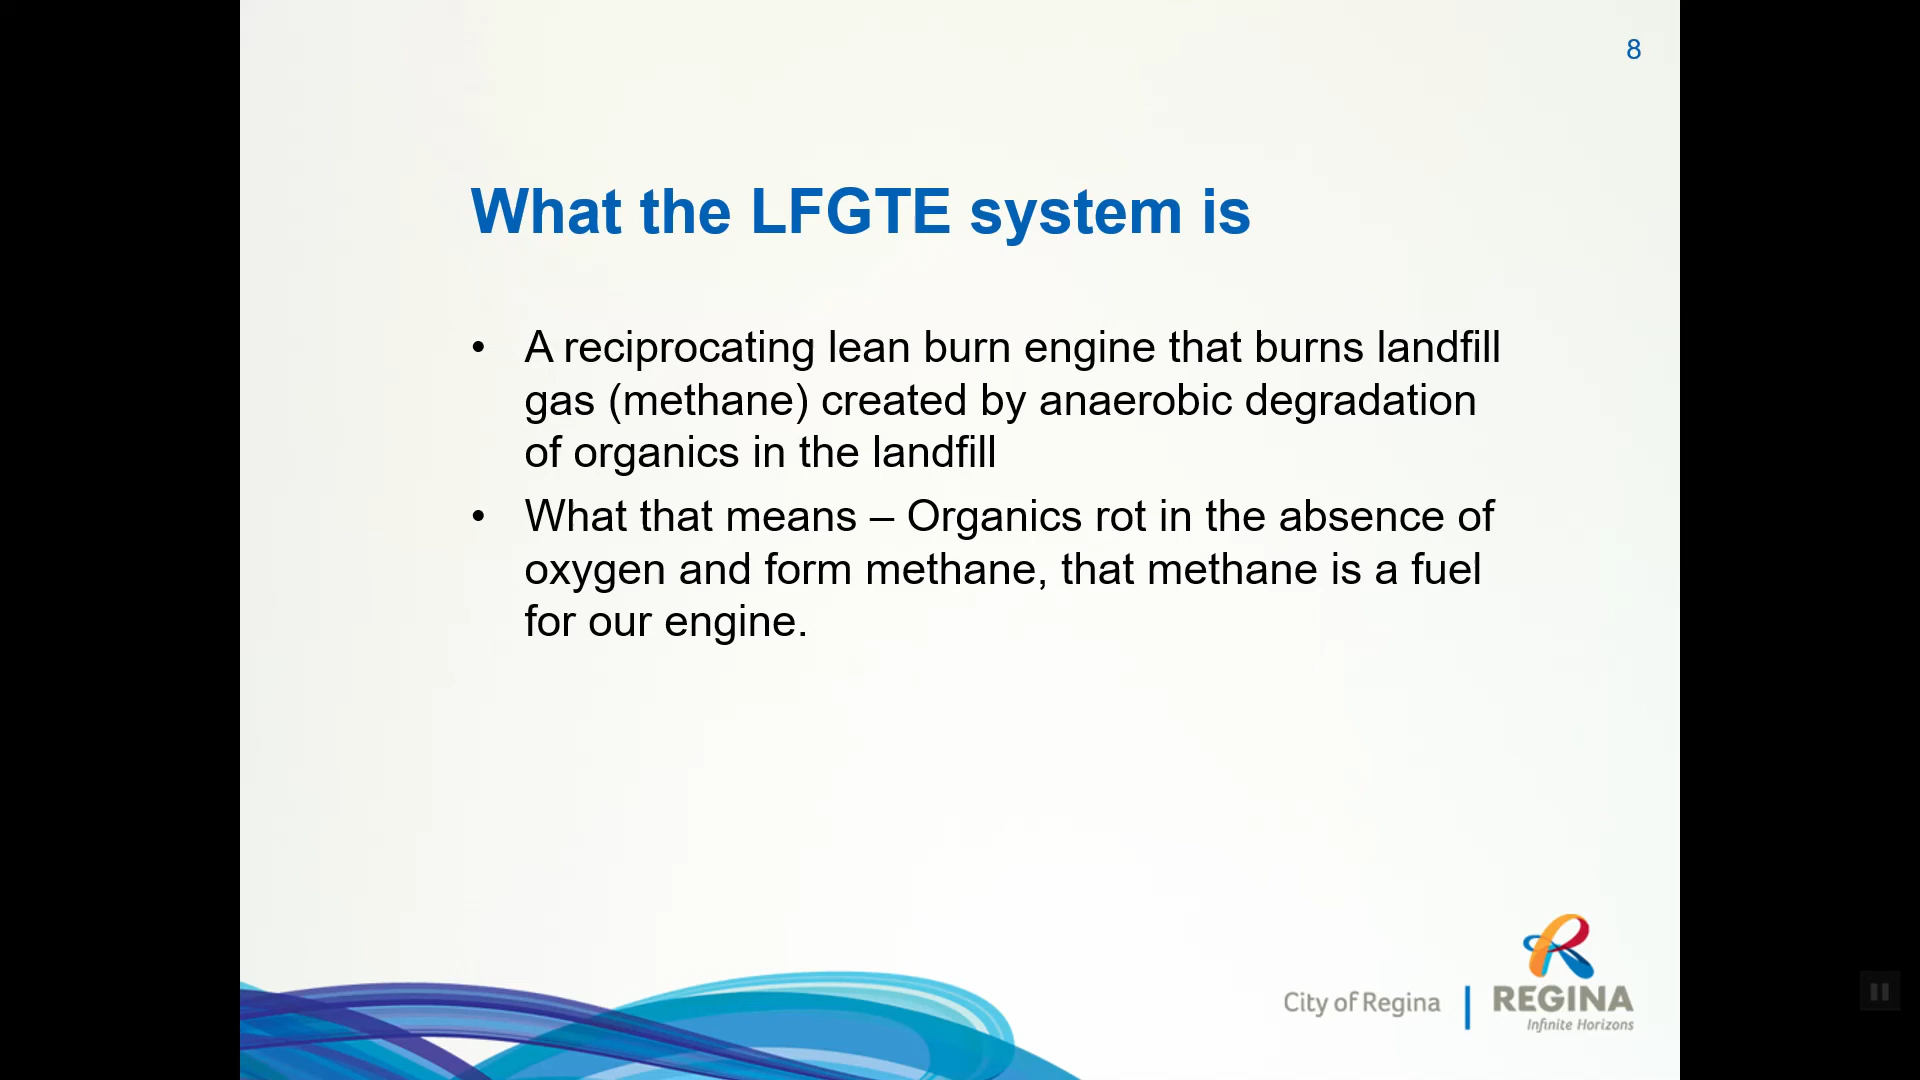 8
What the LFGTE system is
• A reciprocating lean burn engine that burns landfill
gas (methane) created by anaerobic degradation
of organics in the landfill
• What that means – Organics rot in the absence of
oxygen and form methane, that methane is a fuel
for our engine.
City of Regina | REGINA
Infinite Horizons